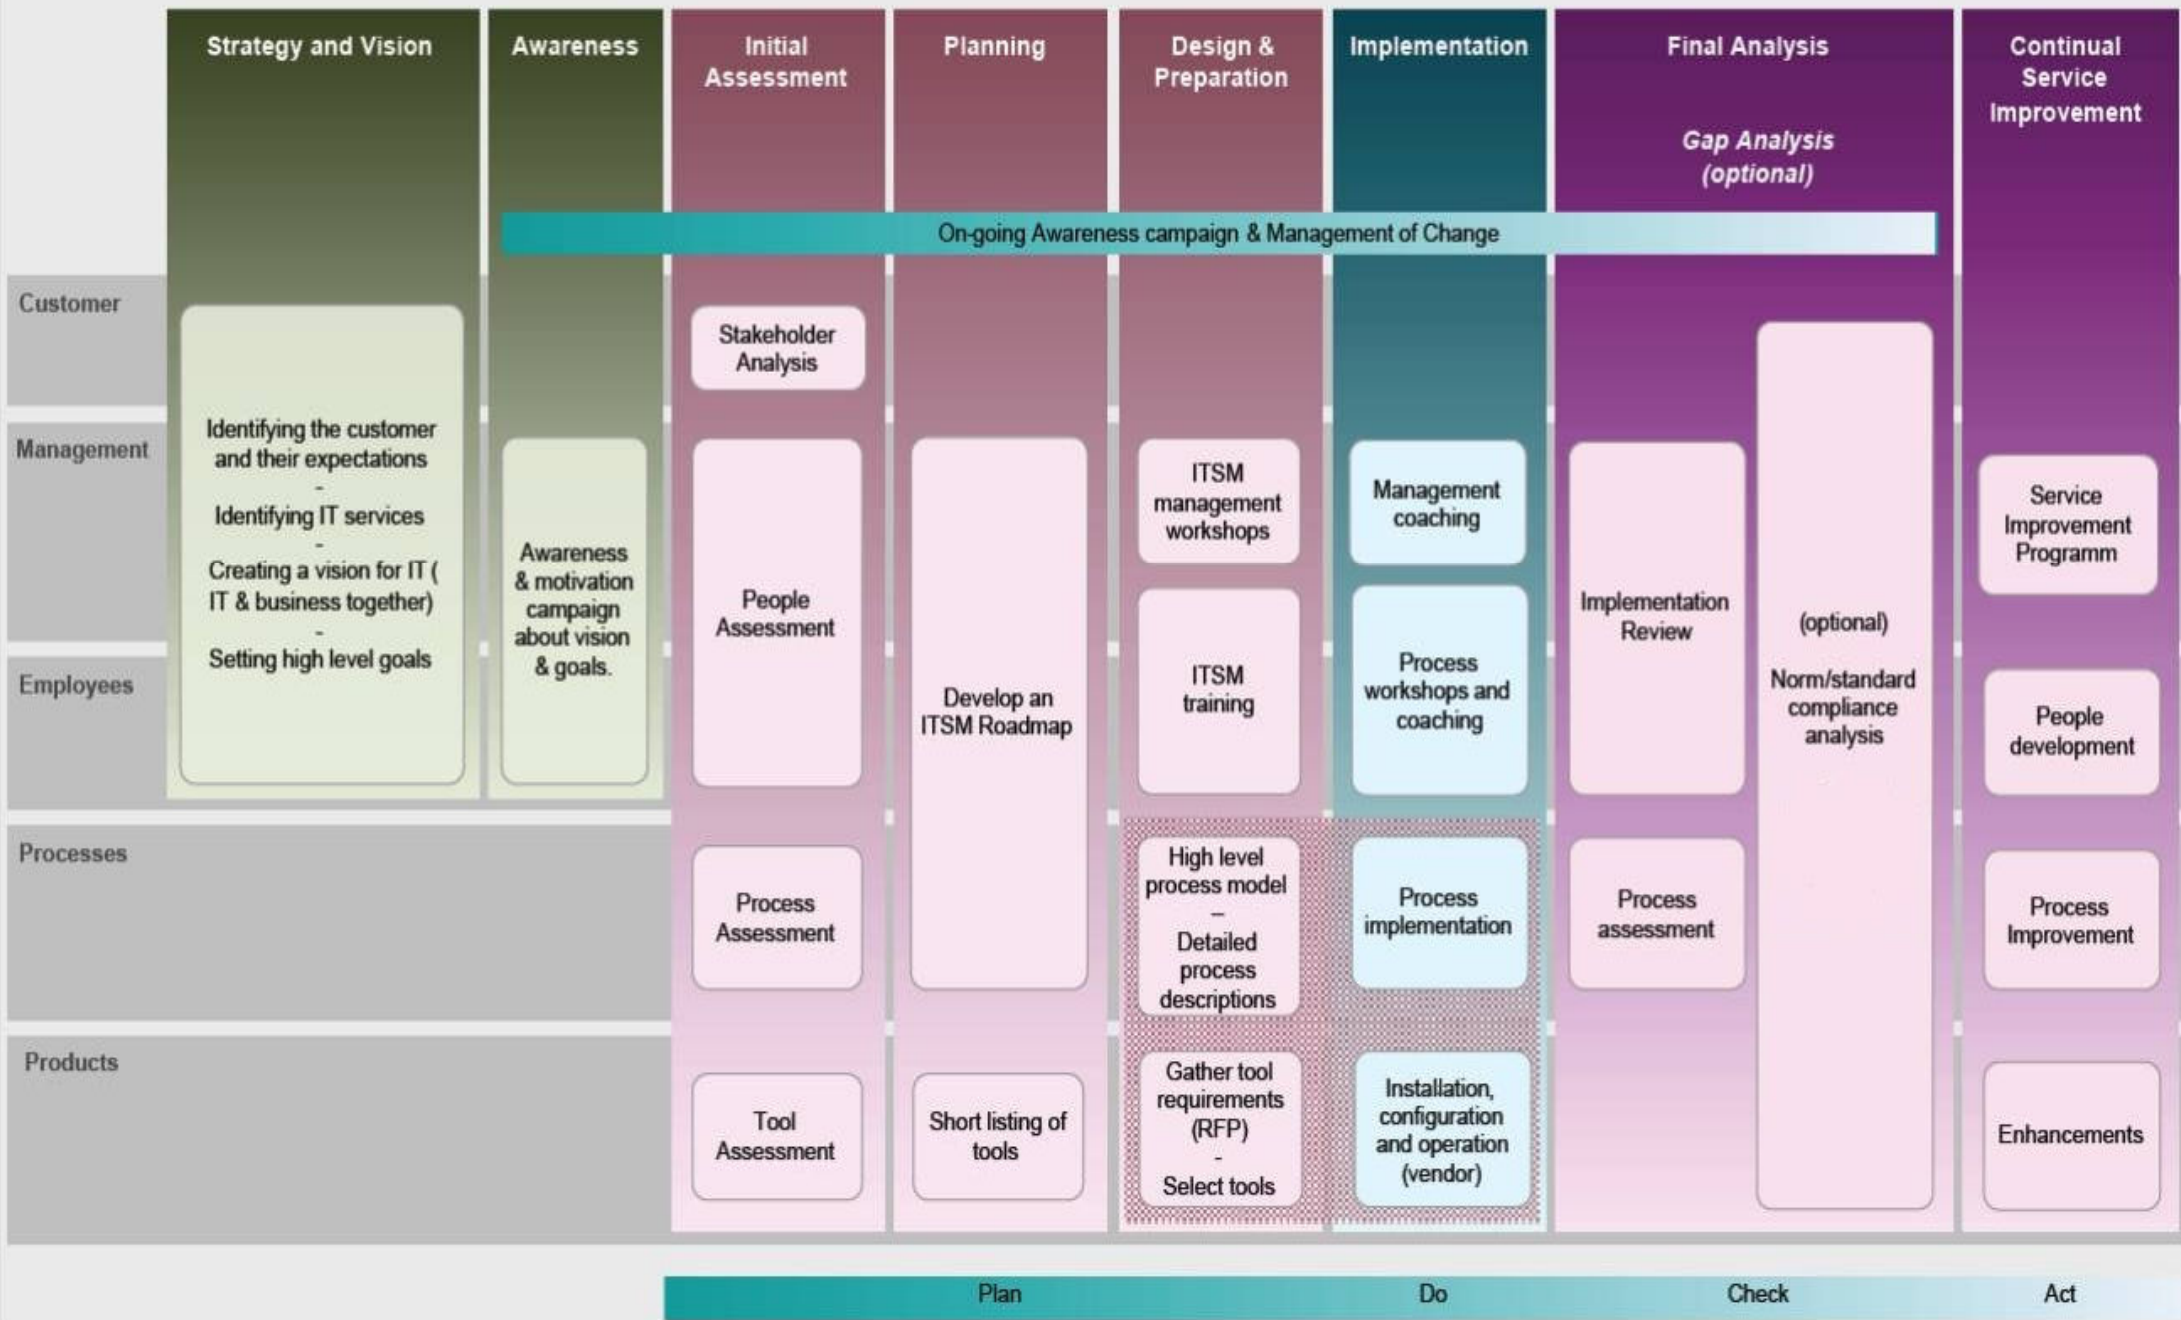 Strategy and Vision
Awareness
Initial
Assessment
Planning
Design &
Preparation
Implementation
Final Analysis
Gap Analysis
(optional)
Continual
Service
Improvement
On-going Awareness campaign & Management of Change
Customer
Management
Employees
Processes
Products
Identifying the customer
and their expectations
-
Identifying IT services
-
Creating a vision for IT (
IT & business together)
-
Setting high level goals
Awareness
& motivation
campaign
about vision
& goals.
Stakeholder
Analysis
People
Assessment
Process
Assessment
Tool
Assessment
Develop an
ITSM Roadmap
Short listing of
tools
ITSM
management
workshops
ITSM
training
High level
process model
–
Detailed
process
descriptions
Gather tool
requirements
(RFP)
-
Select tools
Management
coaching
Process
workshops and
coaching
Process
implementation
Installation,
configuration
and operation
(vendor)
Implementation
Review
Process
assessment
(optional)
Norm/standard
compliance
analysis
Service
Improvement
Programm
People
development
Process
Improvement
Enhancements
Plan
Do
Check
Act